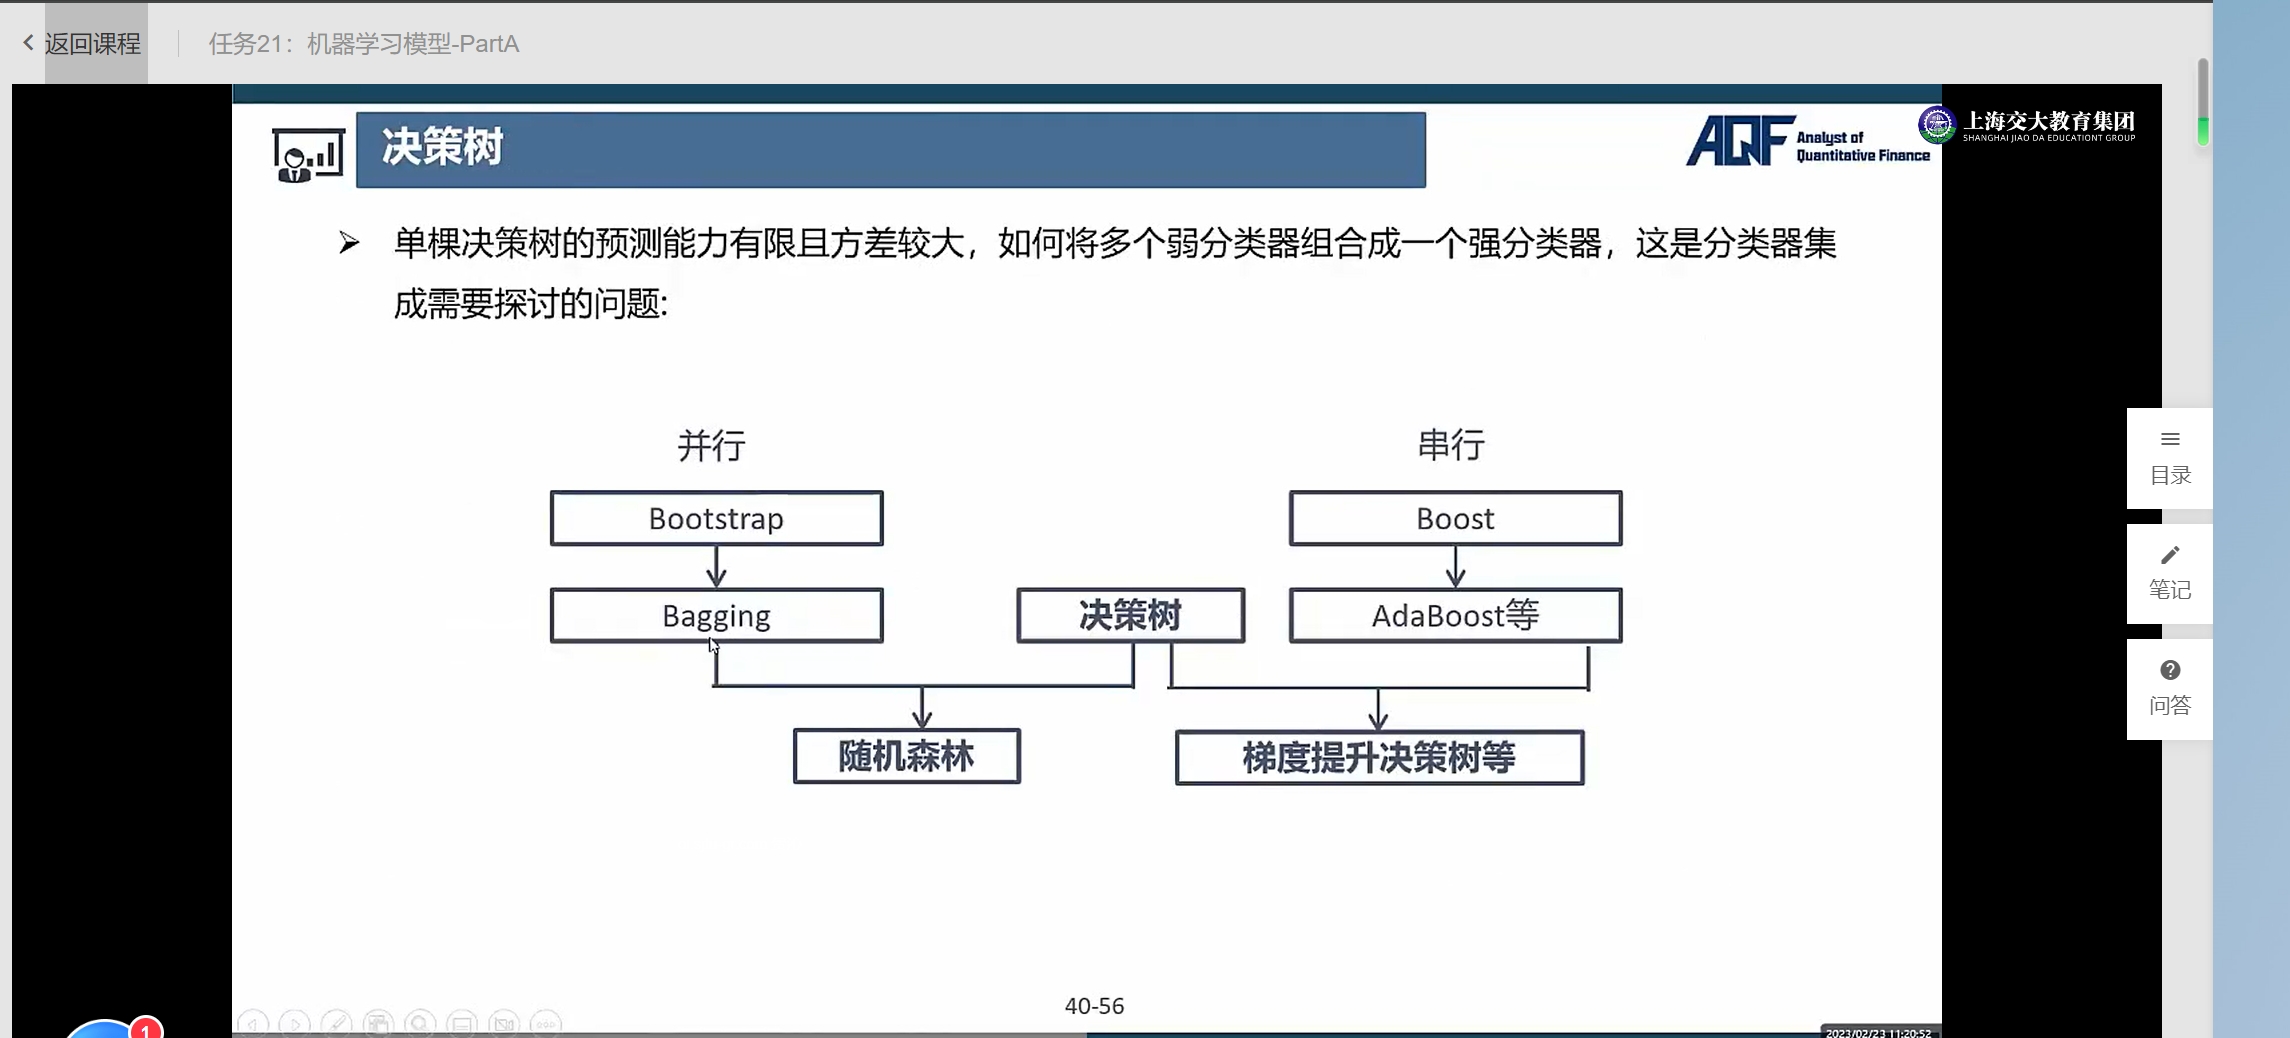 返回课程
任务21：机器学习模型-PartA
决策树
AQF Analyst of
Quantitative Finance
上海交大教育集团
SHANGHAI JIAO DA EDUCATIONT GROUP
单棵决策树的预测能力有限且方差较大，如何将多个弱分类器组合成一个强分类器，这是分类器集
成需要探讨的问题:
并行
串行
Bootstrap
Boost
Bagging
决策树
AdaBoost等
随机森林
梯度提升决策树等
目录
笔记
问答
40-56
1
2023/02/23 11:20:52